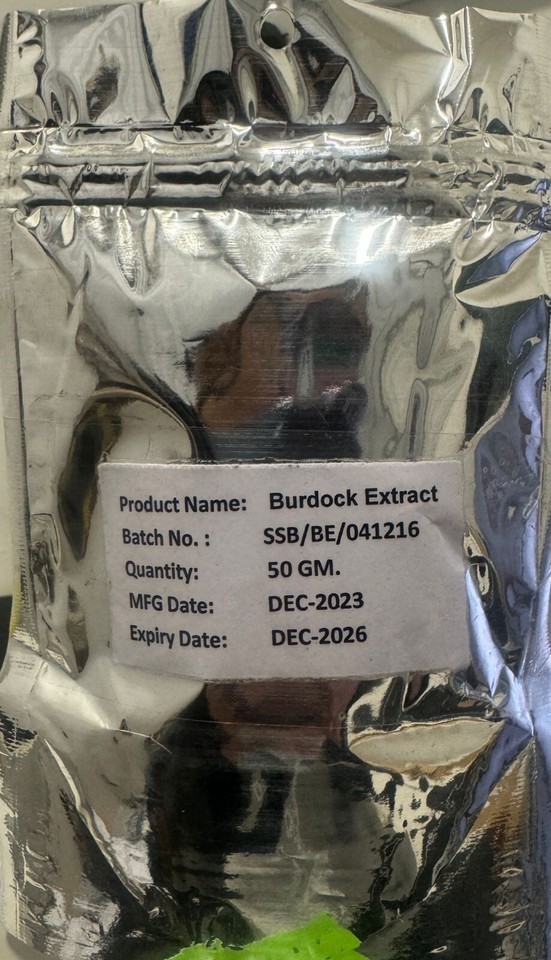 Product Name: Burdock Extract
Batch No. : SSB/BE/041216
Quantity: 50 GM.
MFG Date: DEC-2023
Expiry Date: DEC-2026